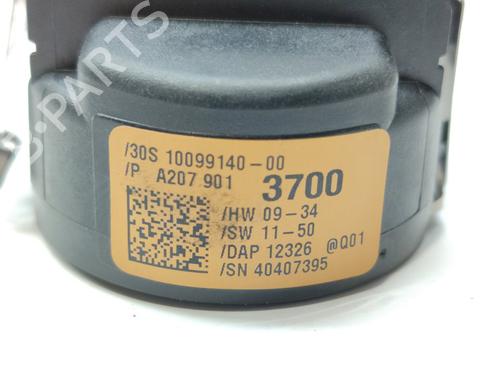 /30S 10099140-00
/P A207 901 3700
/HW 09-34
/SW 11-50
/DAP 12326 @Q01
/SN 40407395
B-PARTS